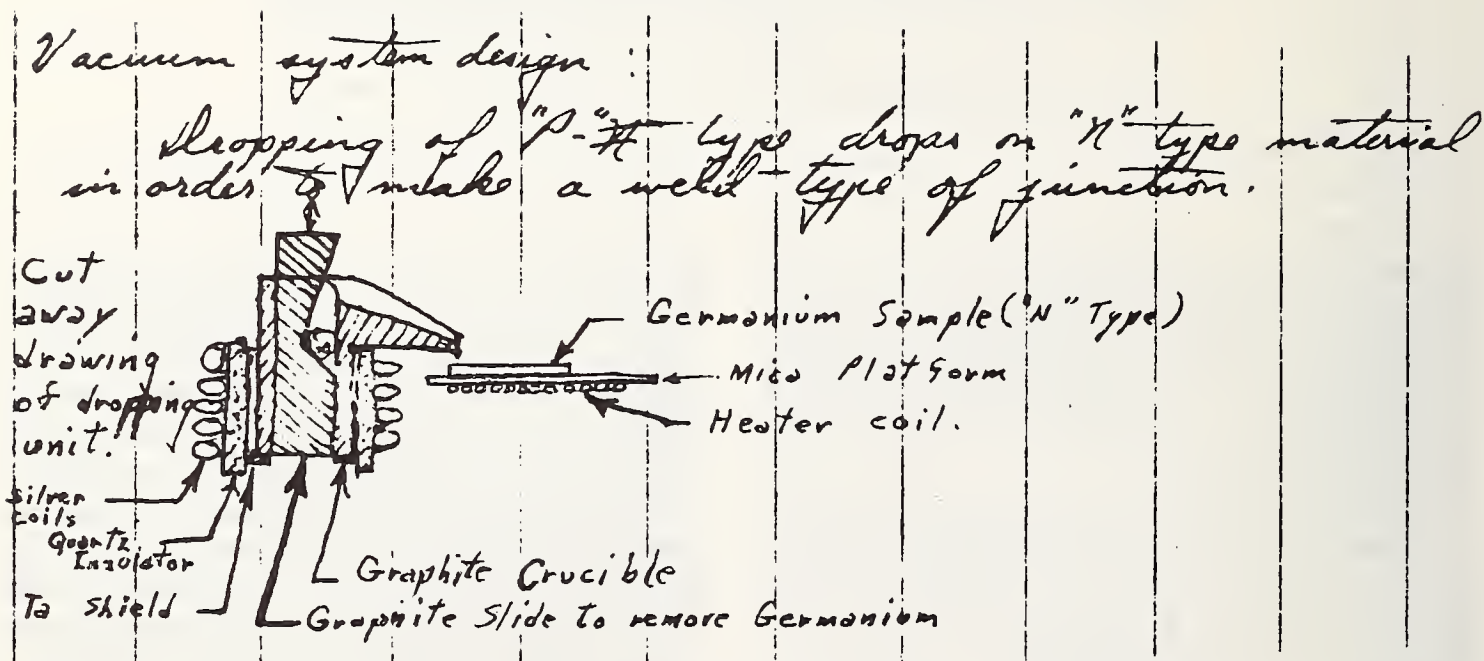 Vacuum system design :
Dropping of "P-" type drops on "N" type material
in order to make a weld type of junction.
Cut
away
drawing
of dropping
unit.
Germanium Sample ("N" Type)
Mica Platform
Heater coil.
Silver
coils
Quartz
Insulator
Ta Shield
Graphite Crucible
Graphite Slide to remove Germanium